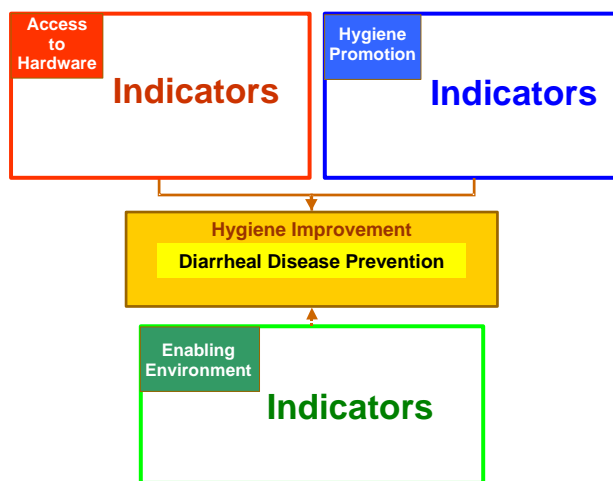 Access
to
Hardware
Indicators
Hygiene
Promotion
Indicators
Hygiene Improvement
Diarrheal Disease Prevention
Enabling
Environment
Indicators